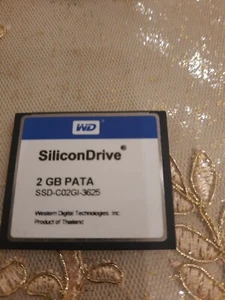 WD
SiliconDrive®
2 GB PATA
SSD-C02GI-3625
Western Digital Technologies. Inc.
Product of Thailand